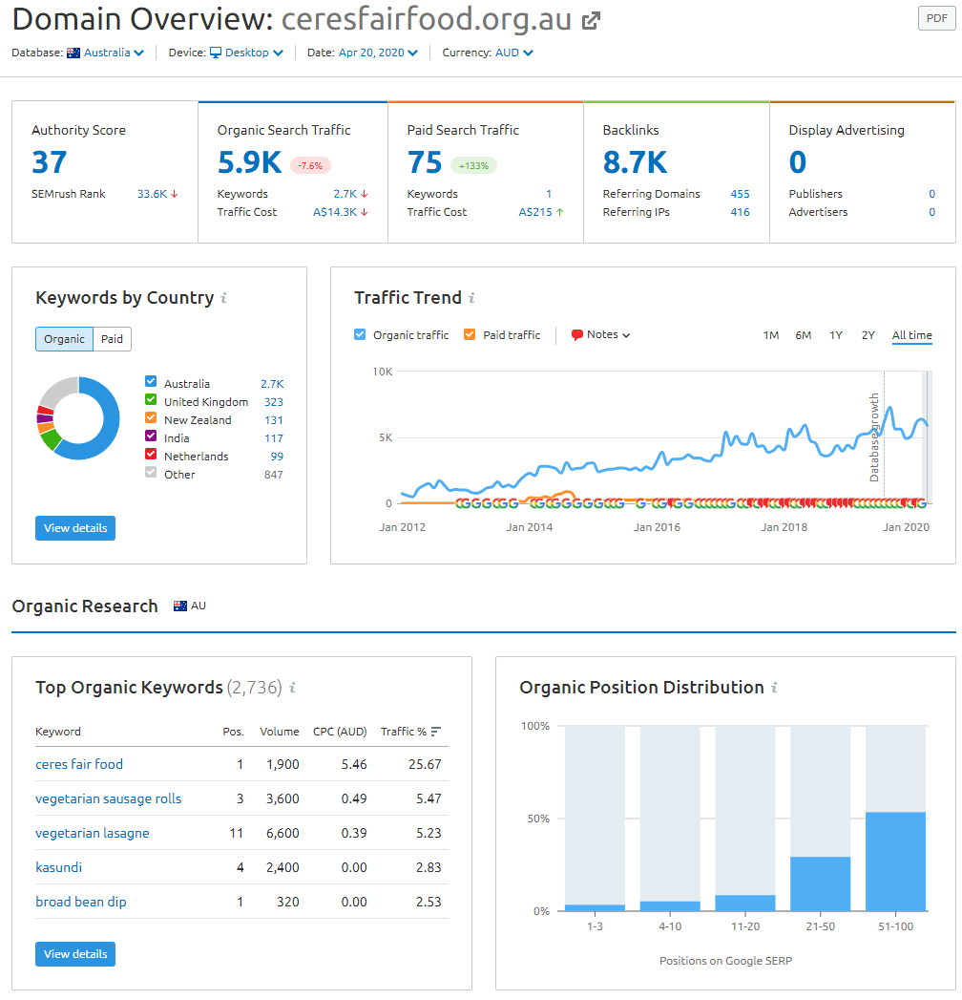 Domain Overview: ceresfairfood.org.au
PDF
Database: Australia Device: Desktop Date: Apr 20, 2020 Currency: AUD
Authority Score
37
SEMrush Rank 33.6K
Organic Search Traffic
5.9K -7.6%
Keywords 2.7K
Traffic Cost A$14.3K
Paid Search Traffic
75 +133%
Keywords 1
Traffic Cost A$215
Backlinks
8.7K
Referring Domains 455
Referring IPs 416
Display Advertising
0
Publishers 0
Advertisers 0
Keywords by Country i
Organic Paid
Australia 2.7K
United Kingdom 323
New Zealand 131
India 117
Netherlands 99
Other 847
View details
Traffic Trend i
Organic traffic Paid traffic Notes 1M 6M 1Y 2Y All time
10K
5K
0
Database growth
Jan 2012 Jan 2014 Jan 2016 Jan 2018 Jan 2020
Organic Research AU
Top Organic Keywords (2,736) i
Keyword Pos. Volume CPC (AUD) Traffic %
ceres fair food 1 1,900 5.46 25.67
vegetarian sausage rolls 3 3,600 0.49 5.47
vegetarian lasagne 11 6,600 0.39 5.23
kasundi 4 2,400 0.00 2.83
broad bean dip 1 320 0.00 2.53
View details
Organic Position Distribution i
100%
50%
0%
1-3 4-10 11-20 21-50 51-100
Positions on Google SERP